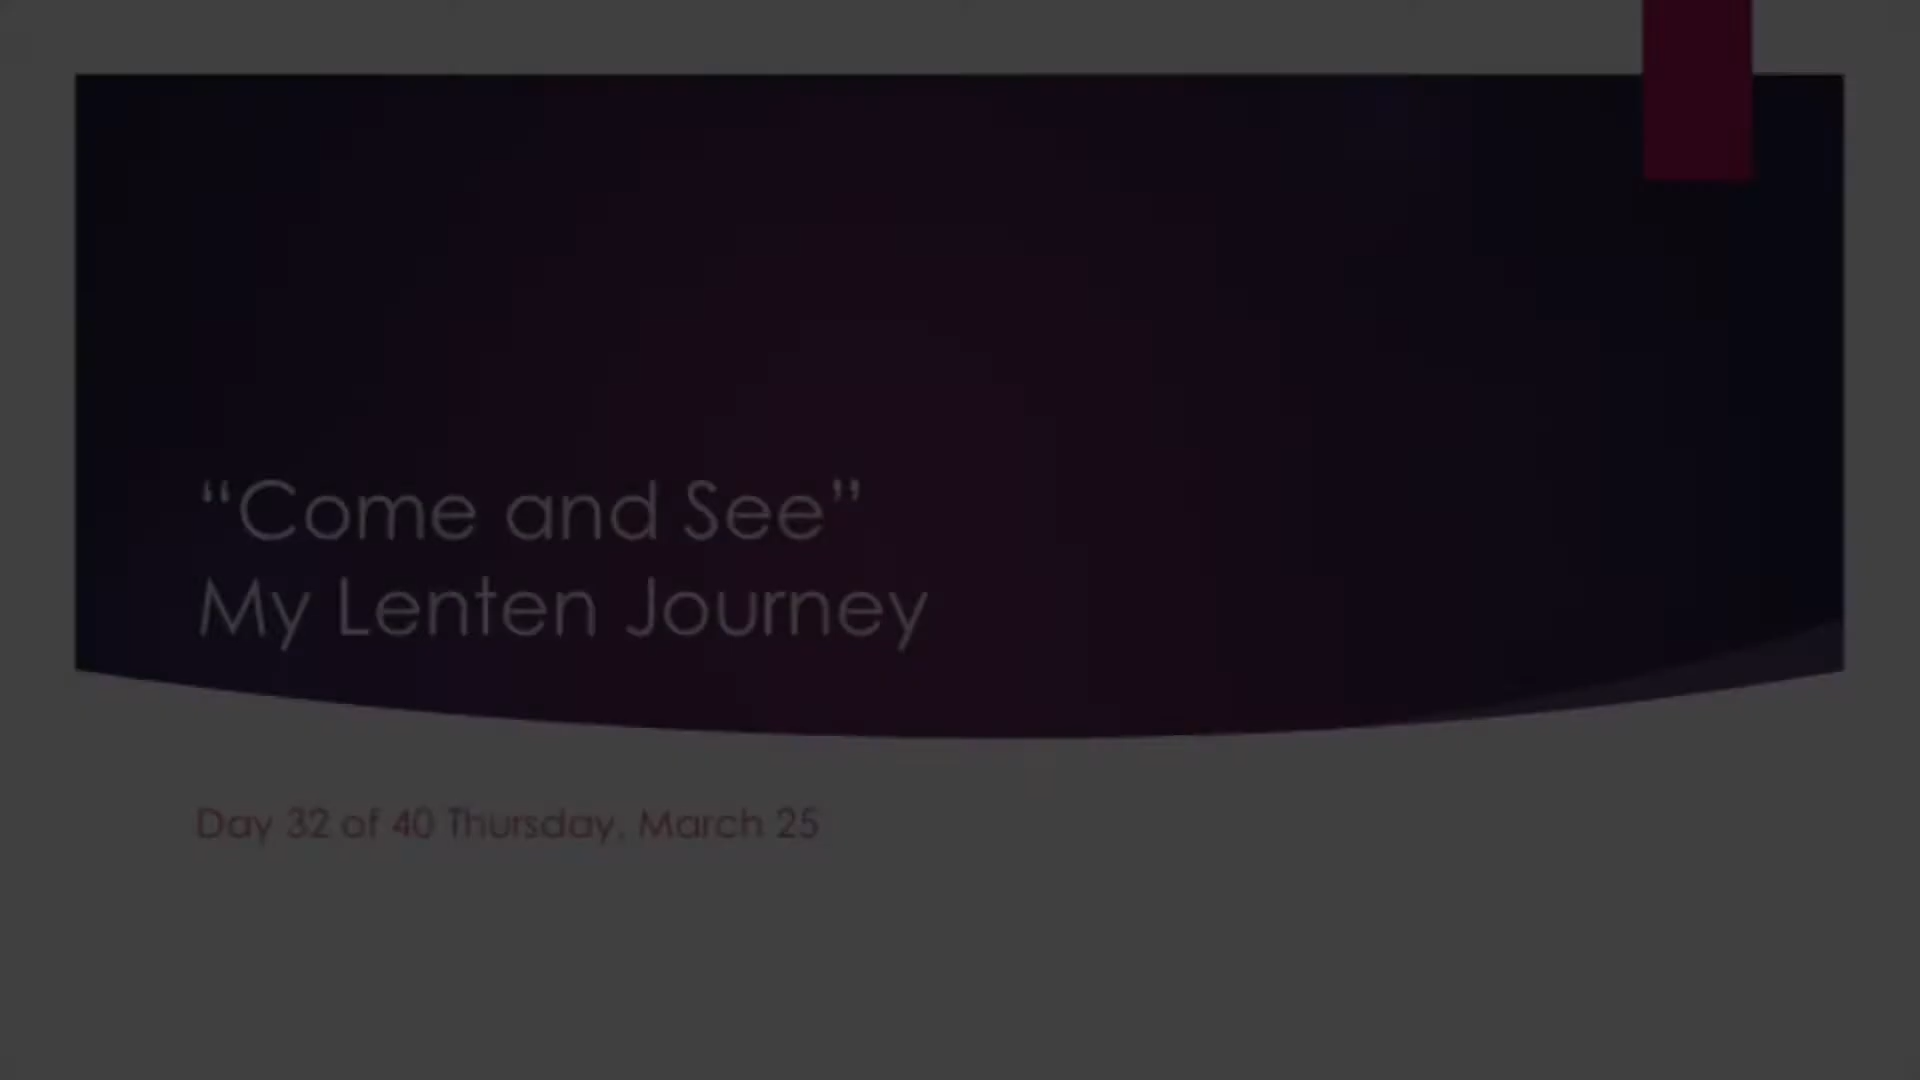 “Come and See”
My Lenten Journey
Day 32 of 40 Thursday, March 25